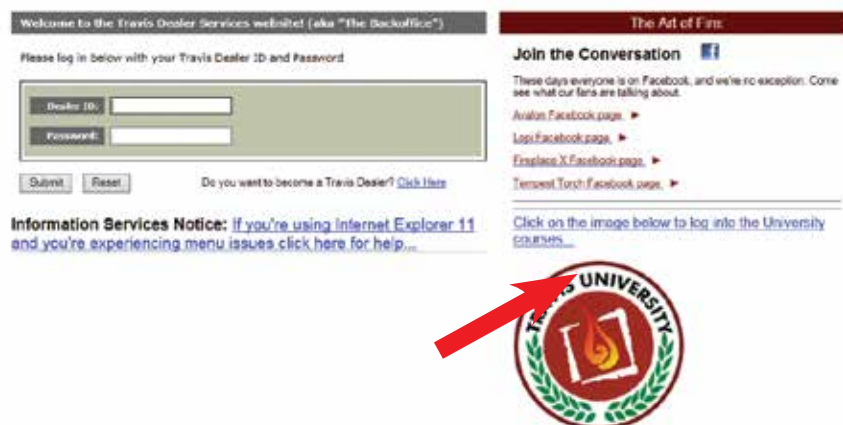 Welcome to the Travis Dealer Services website! (aka "The Backoffice")
Please log in below with your Travis Dealer ID and Password
Dealer ID:
Password:
Submit
Reset
Do you want to become a Travis Dealer? Click Here
Information Services Notice: If you're using Internet Explorer 11
and you're experiencing menu issues click here for help...
The Art of Fire
Join the Conversation
These days everyone is on Facebook, and we're no exception. Come
see what our fans are talking about.
Avalon Facebook page
Lopi Facebook page
Fireplace X Facebook page
Tempest Torch Facebook page
Click on the image below to log into the University
courses...
TRAVIS UNIVERSITY